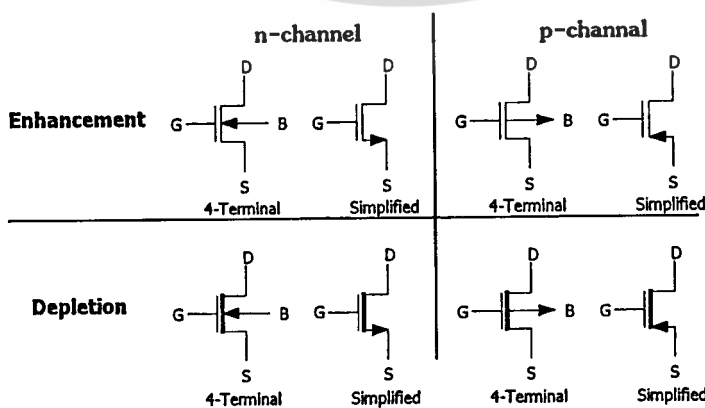 n-channel p-channal
D D D D
Enhancement G B G G B G
S S S S
4-Terminal Simplified 4-Terminal Simplified
D D D D
Depletion G B G G B G
S S S S
4-Terminal Simplified 4-Terminal Simplified